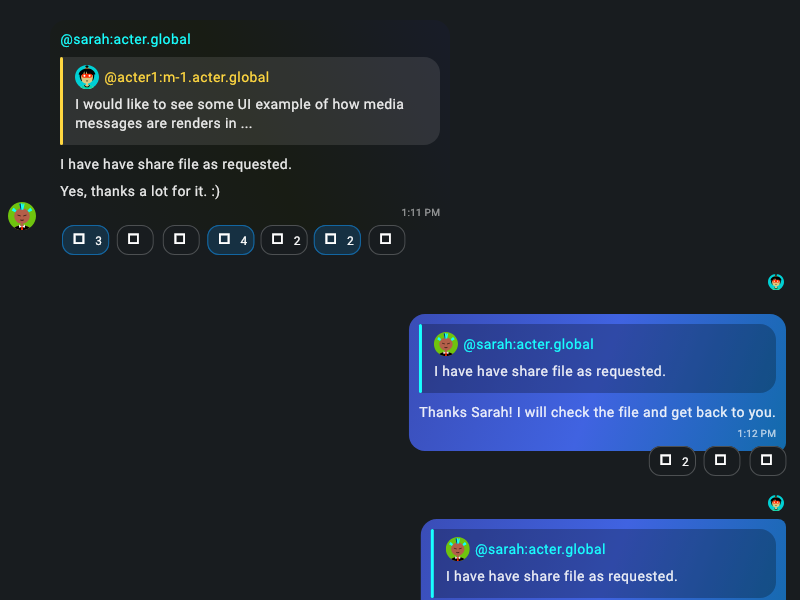 @sarah:acter.global
@acter1:m-1.acter.global
I would like to see some UI example of how media
messages are renders in ...
I have have share file as requested.
Yes, thanks a lot for it. :)
1:11 PM
3
4
2
2
@sarah:acter.global
I have have share file as requested.
Thanks Sarah! I will check the file and get back to you.
1:12 PM
2
@sarah:acter.global
I have have share file as requested.